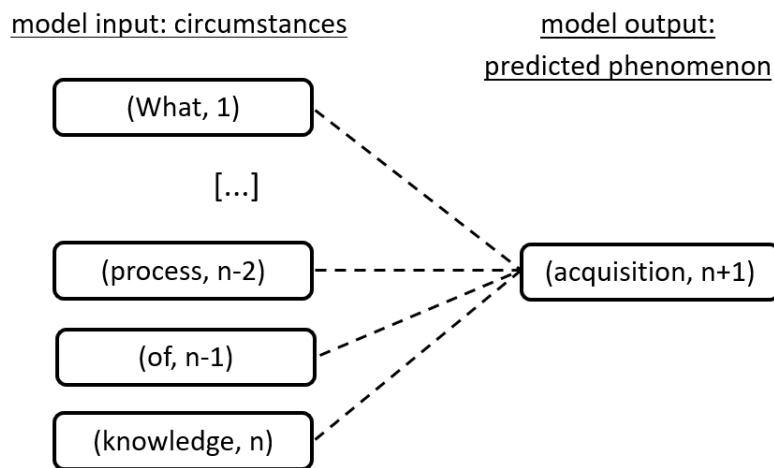 model input: circumstances
model output:
predicted phenomenon
(What, 1)
[...]
(process, n-2)
(acquisition, n+1)
(of, n-1)
(knowledge, n)